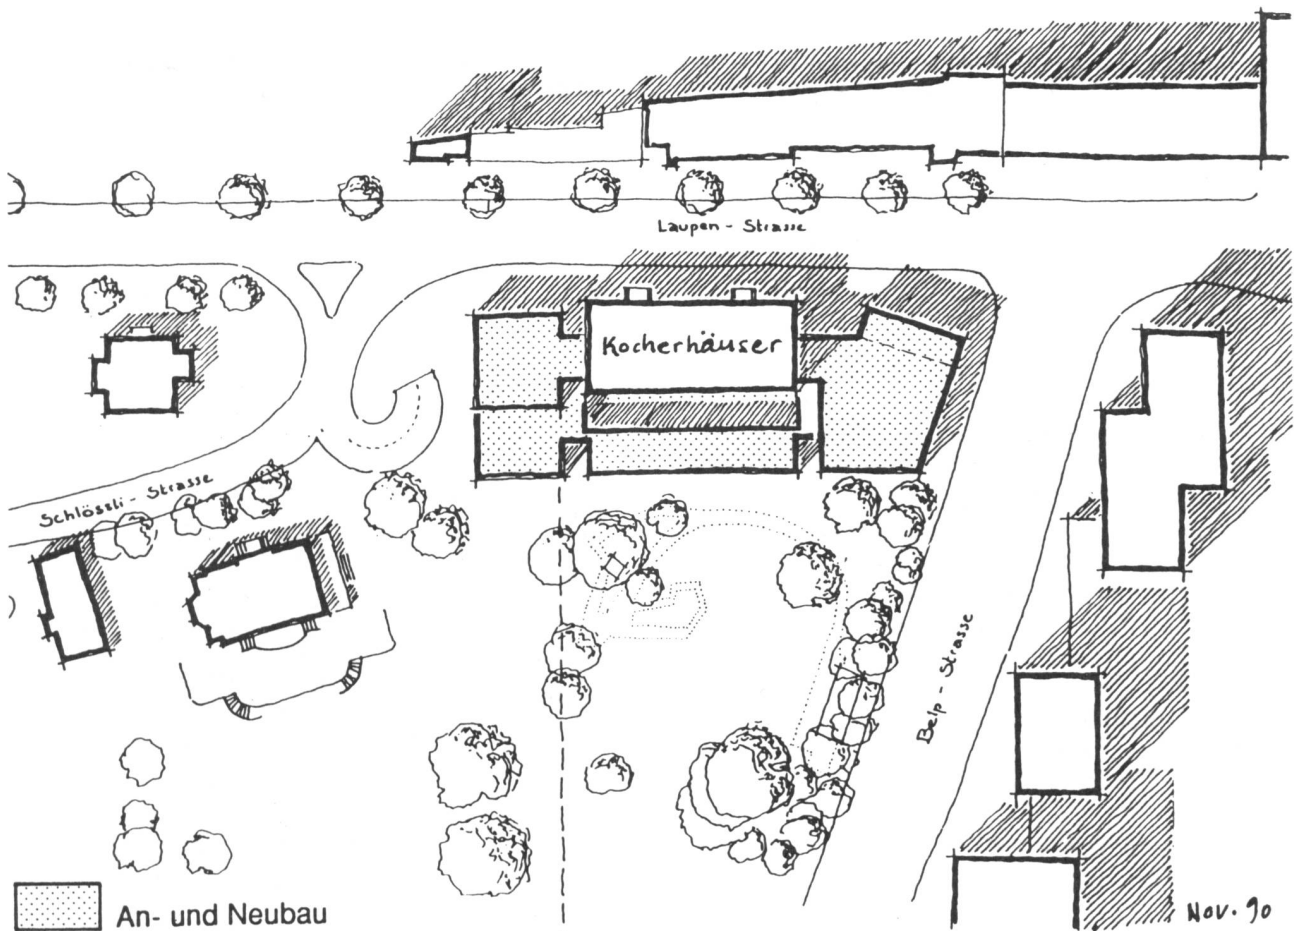 Laupen - Strasse
Kocherhäuser
Schlössli - Strasse
Belp - Strasse
An- und Neubau
Nov. 90